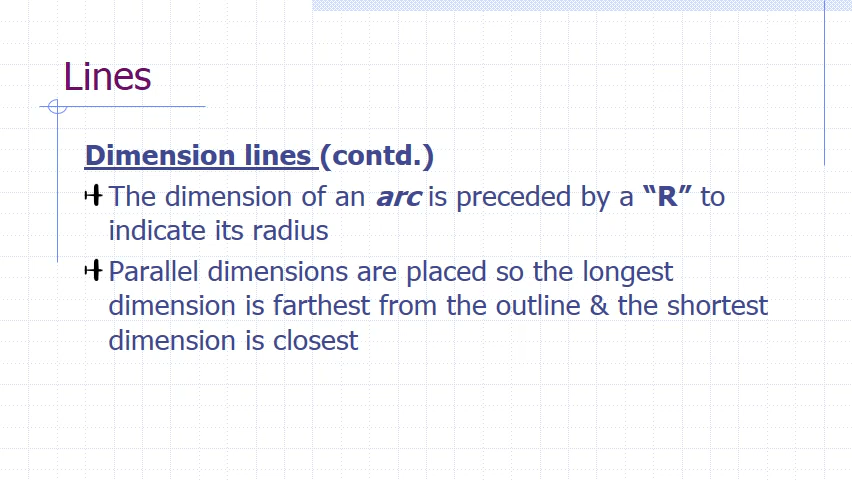 Lines
Dimension lines (contd.)
The dimension of an arc is preceded by a “R” to
indicate its radius
Parallel dimensions are placed so the longest
dimension is farthest from the outline & the shortest
dimension is closest